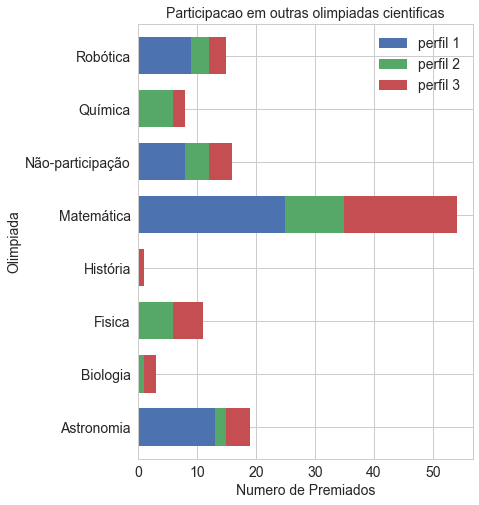 Participacao em outras olimpiadas cientificas
perfil 1
perfil 2
perfil 3
Robótica
Química
Não-participação
Matemática
História
Fisica
Biologia
Astronomia
Olimpiada
0 10 20 30 40 50
Numero de Premiados